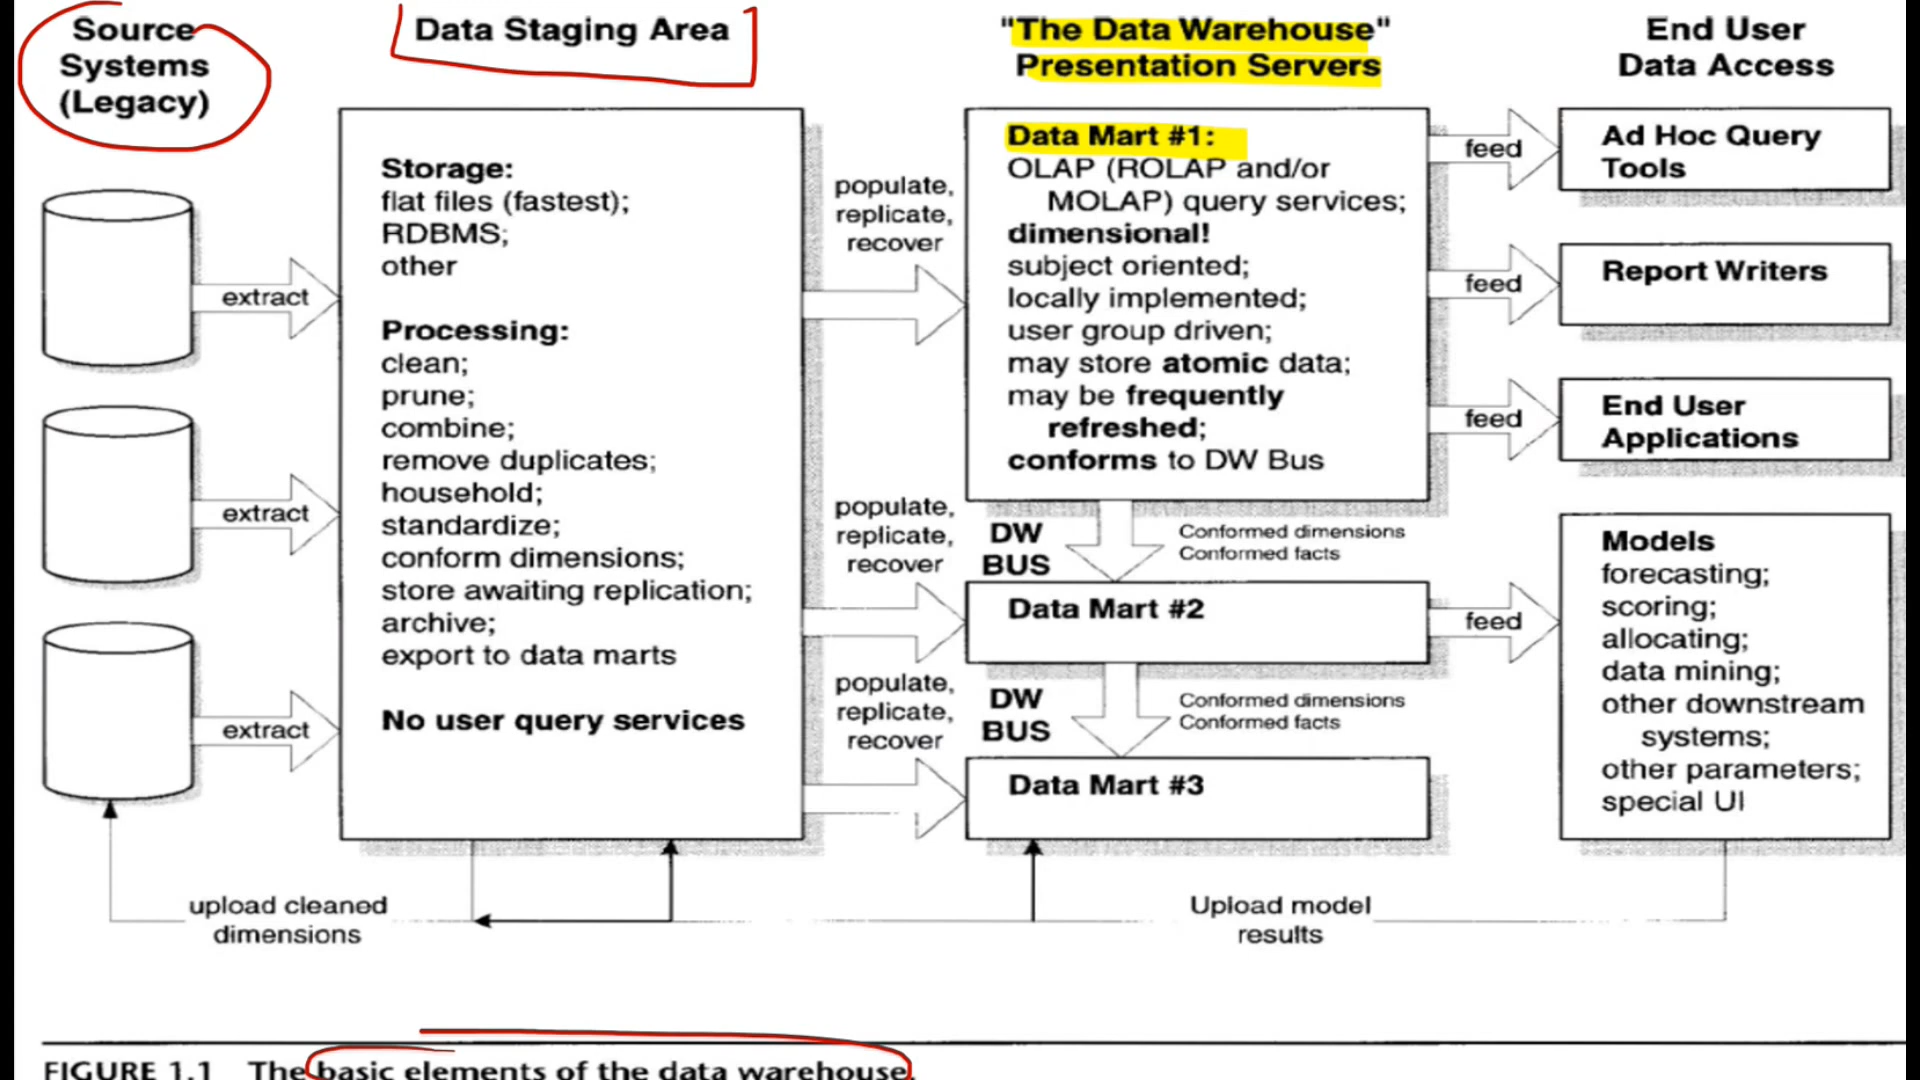 Source
Systems
(Legacy)
extract
extract
extract
Data Staging Area
Storage:
flat files (fastest);
RDBMS;
other
Processing:
clean;
prune;
combine;
remove duplicates;
household;
standardize;
conform dimensions;
store awaiting replication;
archive;
export to data marts
No user query services
populate,
replicate,
recover
populate,
replicate,
recover
populate,
replicate,
recover
"The Data Warehouse"
Presentation Servers
Data Mart #1:
OLAP (ROLAP and/or
MOLAP) query services;
dimensional!
subject oriented;
locally implemented;
user group driven;
may store atomic data;
may be frequently
refreshed;
conforms to DW Bus
DW
BUS
Conformed dimensions
Conformed facts
Data Mart #2
DW
BUS
Conformed dimensions
Conformed facts
Data Mart #3
feed
feed
feed
feed
End User
Data Access
Ad Hoc Query
Tools
Report Writers
End User
Applications
Models
forecasting;
scoring;
allocating;
data mining;
other downstream
systems;
other parameters;
special UI
upload cleaned
dimensions
Upload model
results
FIGURE 1.1 The basic elements of the data warehouse.